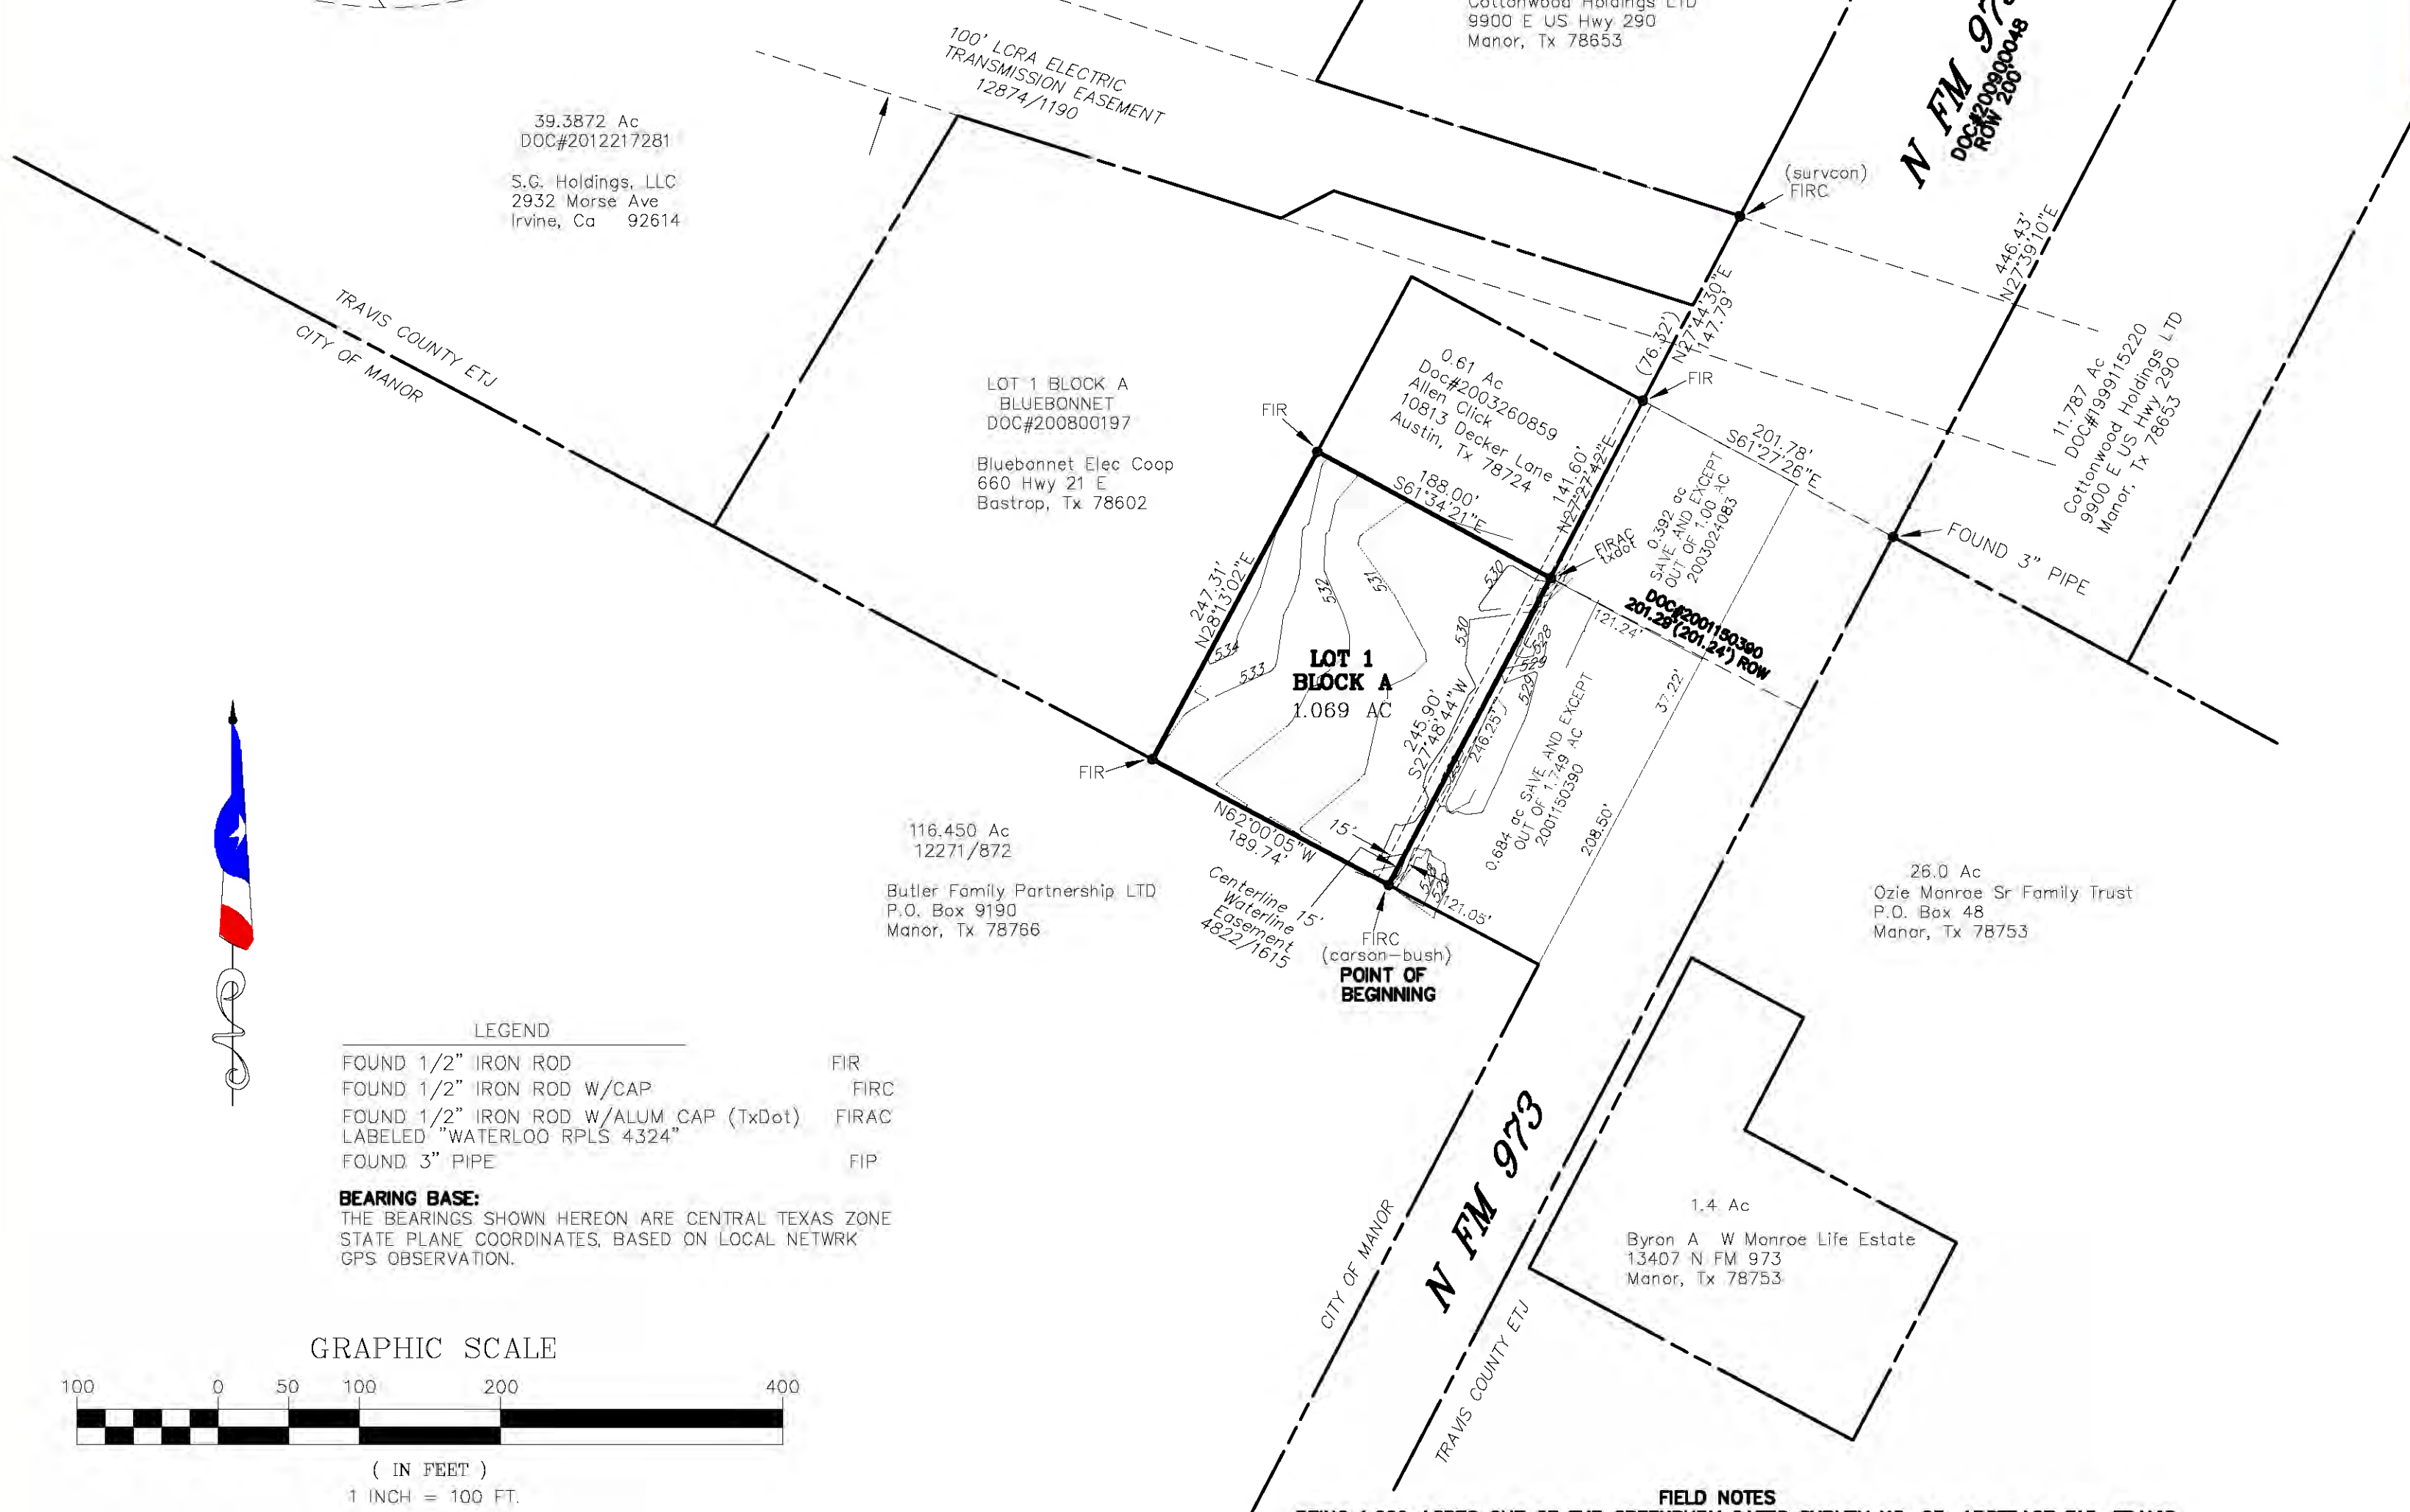 Cottonwood Holdings LTD
9900 E US Hwy 290
Manor, Tx 78653
N FM 973
DOC#200900048
ROW 200'
100' LCRA ELECTRIC
TRANSMISSION EASEMENT
12874/1190
39.3872 Ac
DOC#2012217281
S.G. Holdings, LLC
2932 Morse Ave
Irvine, Ca 92614
(survcon)
FIRC
446.43'
N27°39'10"E
TRAVIS COUNTY ETJ
CITY OF MANOR
(76.32')
N27°44'30"E
147.79'
FIR
11.787 Ac
DOC#1999115220
Cottonwood Holdings LTD
9900 E US Hwy 290
Manor, Tx 78653
LOT 1 BLOCK A
BLUEBONNET
DOC#200800197
Bluebonnet Elec Coop
660 Hwy 21 E
Bastrop, Tx 78602
FIR
0.61 Ac
Doc#2003260859
Allen Click
10813 Decker Lane
Austin, Tx 78724
188.00'
S61°34'21"E
141.60'
N27°27'42"E
201.78'
S61°27'26"E
0.392 ac
SAVE AND EXCEPT
OUT OF 1.00 AC
2003024083
FIRAC
txdot
FOUND 3" PIPE
DOC#2001150390
201.29 (201.24') ROW
121.24'
247.31'
N28°13'02"E
532
531
530
530
528
529
529
534
533
LOT 1
BLOCK A
1.069 AC
245.90'
S27°48'44"W
246.25')
37.22'
0.684 ac SAVE AND EXCEPT
OUT OF 1.749 AC
2001150390
208.50'
FIR
N62°00'05"W
189.74'
15'
121.05'
116.450 Ac
12271/872
Butler Family Partnership LTD
P.O. Box 9190
Manor, Tx 78766
Centerline 15'
Waterline
Easement
4822/1615
FIRC
(carson-bush)
POINT OF
BEGINNING
26.0 Ac
Ozie Monroe Sr Family Trust
P.O. Box 48
Manor, Tx 78753
LEGEND
FOUND 1/2" IRON ROD FIR
FOUND 1/2" IRON ROD W/CAP FIRC
FOUND 1/2" IRON ROD W/ALUM CAP (TxDot) FIRAC
LABELED "WATERLOO RPLS 4324"
FOUND 3" PIPE FIP
BEARING BASE:
THE BEARINGS SHOWN HEREON ARE CENTRAL TEXAS ZONE
STATE PLANE COORDINATES, BASED ON LOCAL NETWRK
GPS OBSERVATION.
N FM 973
CITY OF MANOR
TRAVIS COUNTY ETJ
1.4 Ac
Byron A W Monroe Life Estate
13407 N FM 973
Manor, Tx 78753
GRAPHIC SCALE
100 0 50 100 200 400
( IN FEET )
1 INCH = 100 FT.
FIELD NOTES